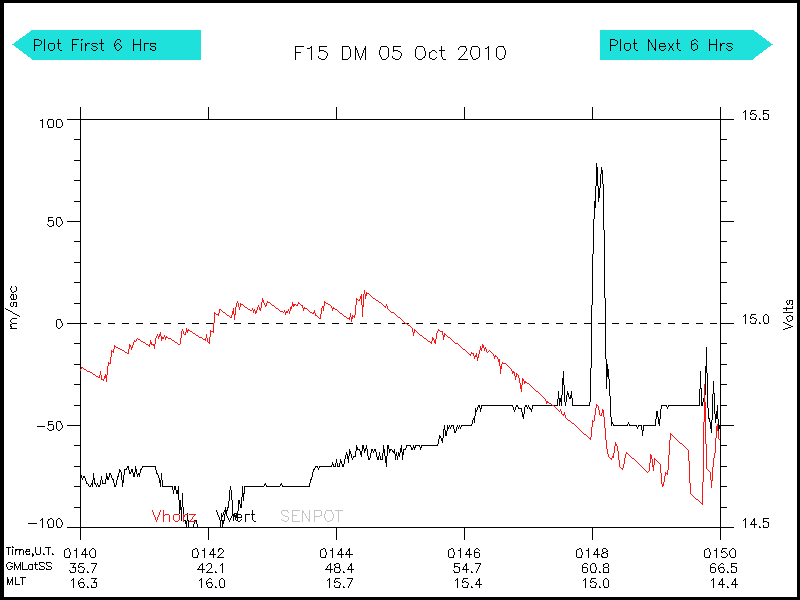 Plot First 6 Hrs
Plot Next 6 Hrs
F15 DM 05 Oct 2010
100
50
0
-50
-100
m/sec
15.5
15.0
14.5
Volts
Vhorz Vvert SENPOT
Time,U.T. 0140 0142 0144 0146 0148 0150
GMLatSS 35.7 42.1 48.4 54.7 60.8 66.5
MLT 16.3 16.0 15.7 15.4 15.0 14.4